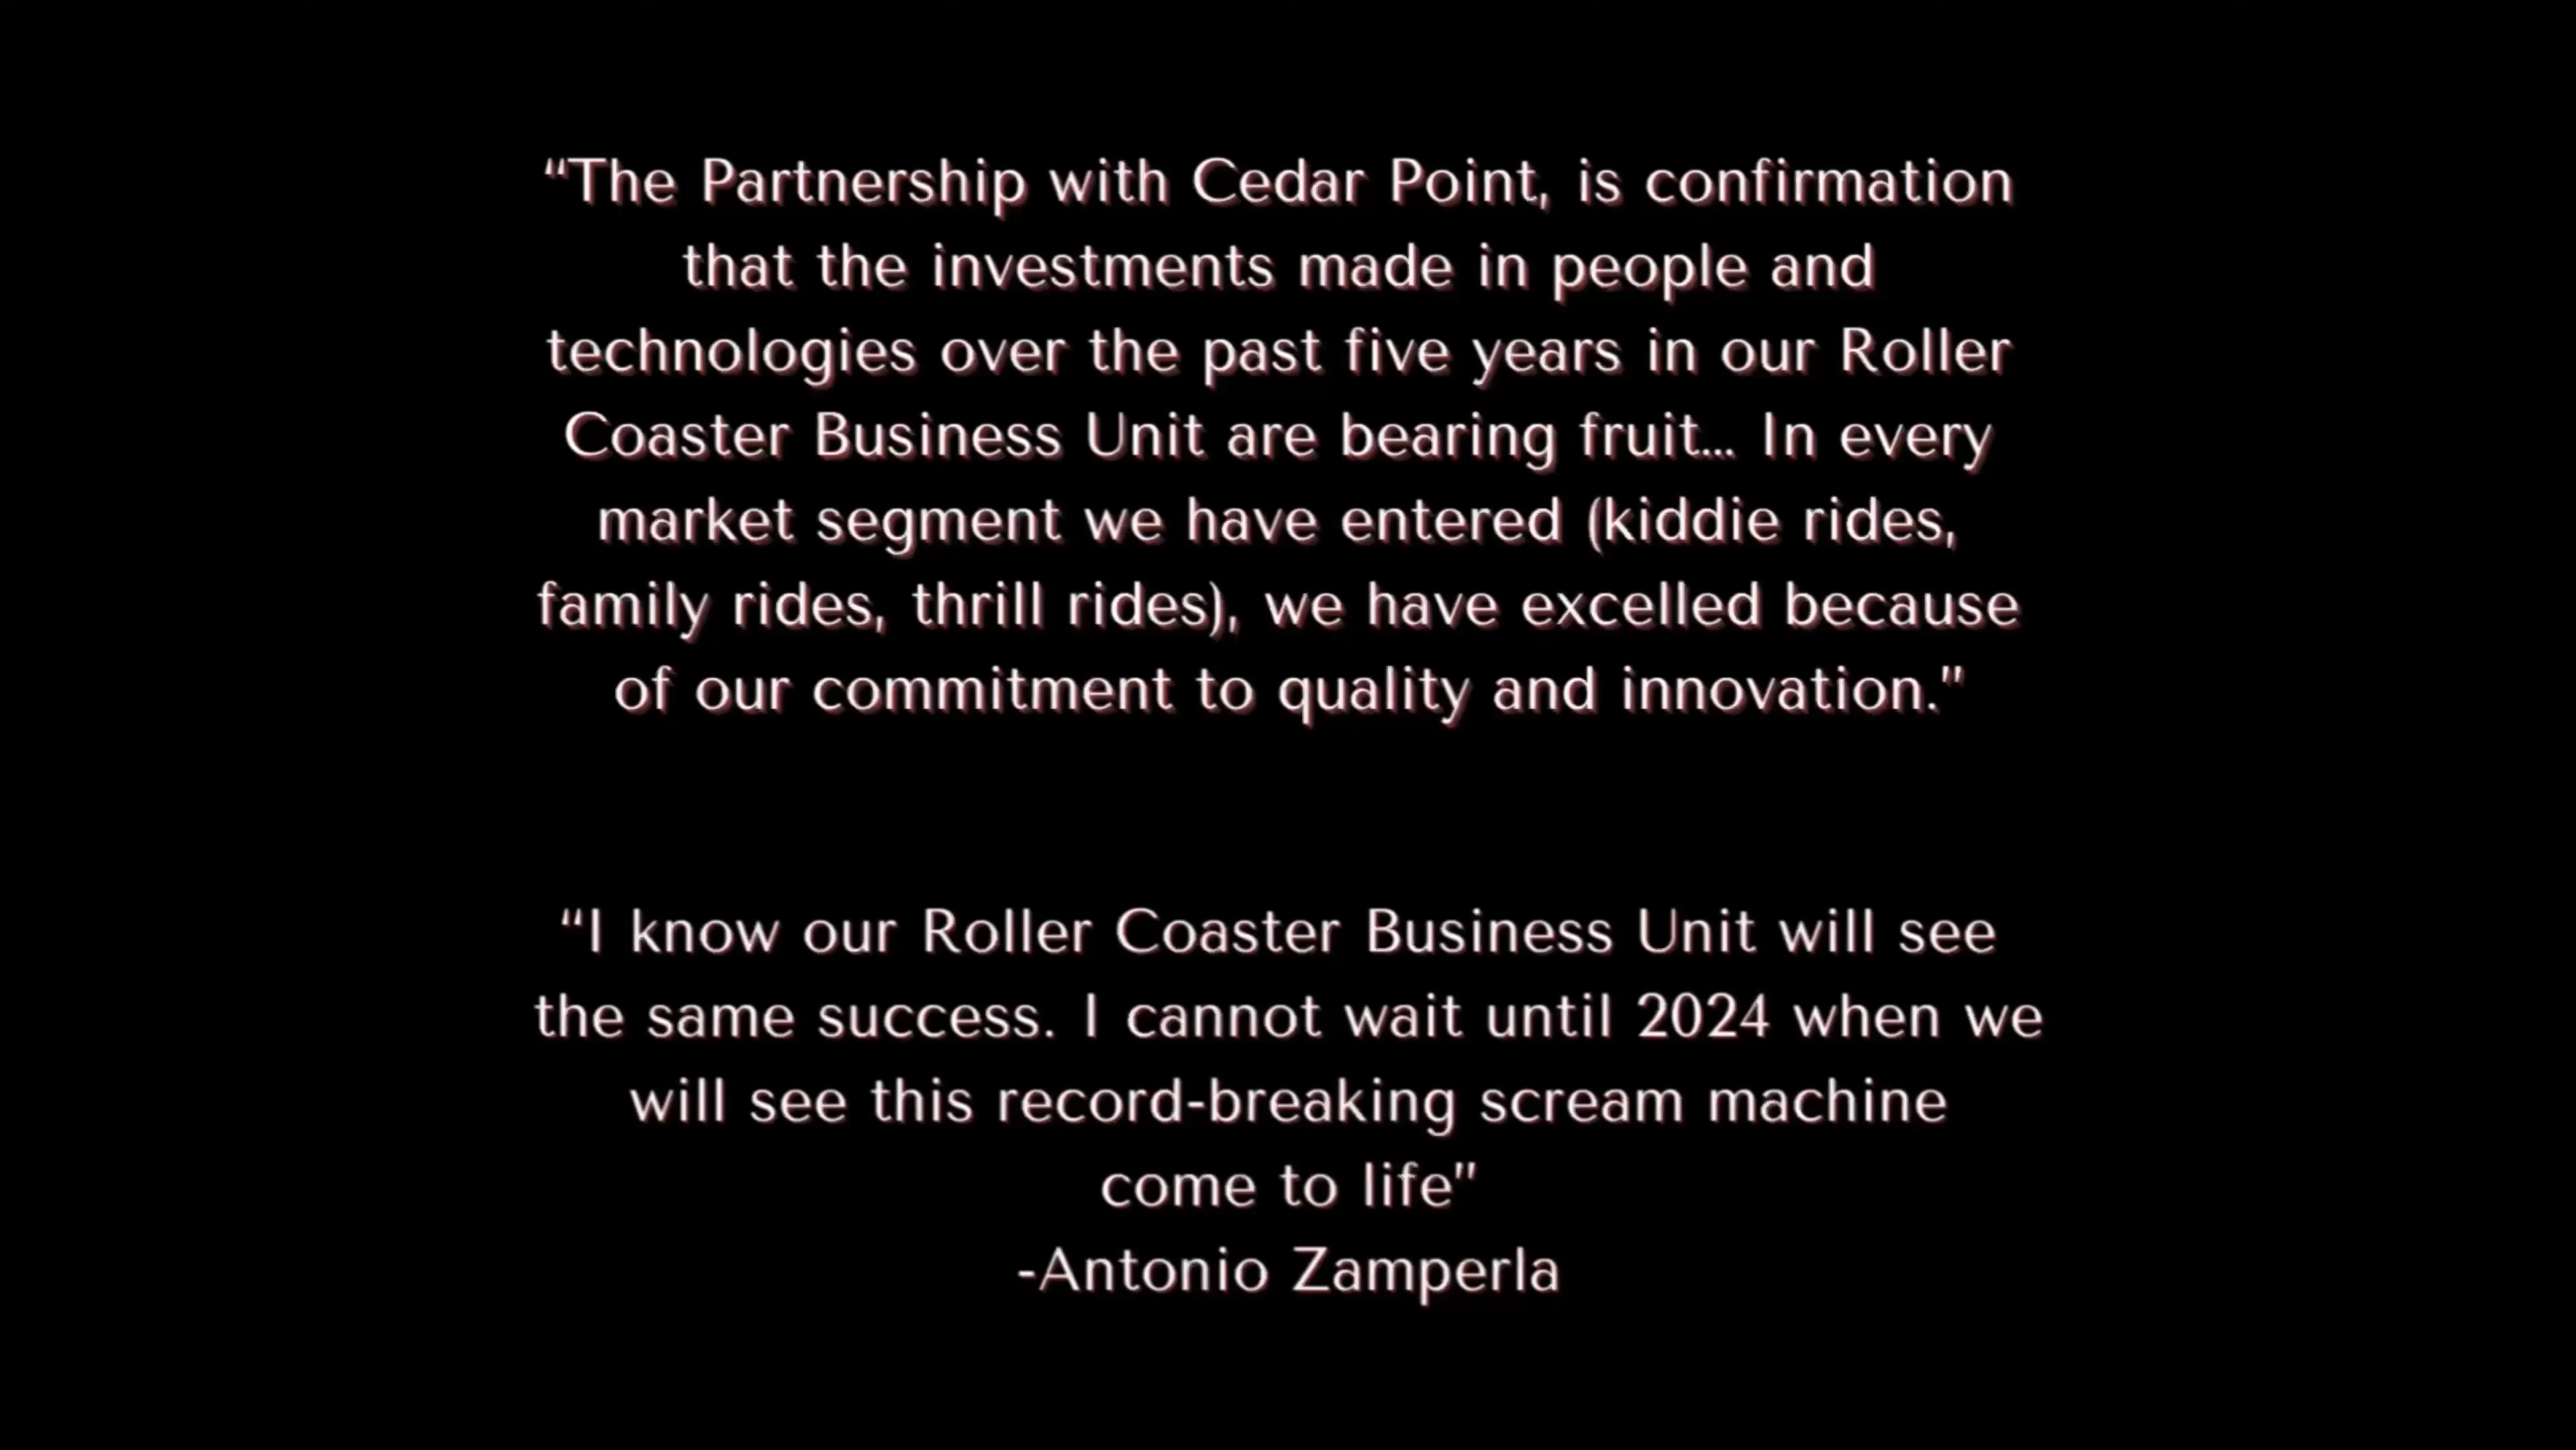 “The Partnership with Cedar Point, is confirmation
that the investments made in people and
technologies over the past five years in our Roller
Coaster Business Unit are bearing fruit... In every
market segment we have entered (kiddie rides,
family rides, thrill rides), we have excelled because
of our commitment to quality and innovation.”
“I know our Roller Coaster Business Unit will see
the same success. I cannot wait until 2024 when we
will see this record-breaking scream machine
come to life”
-Antonio Zamperla